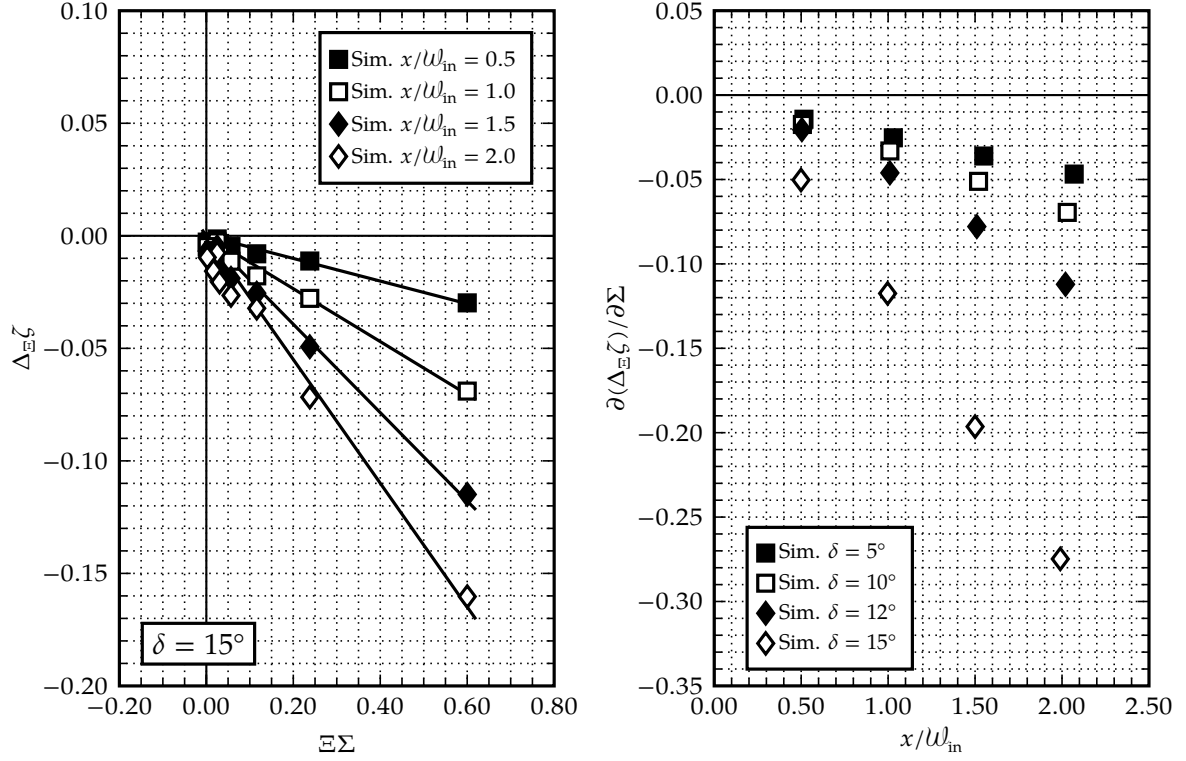 0.10
0.05
0.00
−0.05
−0.10
−0.15
−0.20
Δ_Ξζ
−0.20 0.00 0.20 0.40 0.60 0.80
ΞΣ
Sim. x/𝒲_in = 0.5
Sim. x/𝒲_in = 1.0
Sim. x/𝒲_in = 1.5
Sim. x/𝒲_in = 2.0
δ = 15°
0.05
0.00
−0.05
−0.10
−0.15
−0.20
−0.25
−0.30
−0.35
∂(Δ_Ξζ)/∂Σ
0.00 0.50 1.00 1.50 2.00 2.50
x/𝒲_in
Sim. δ = 5°
Sim. δ = 10°
Sim. δ = 12°
Sim. δ = 15°